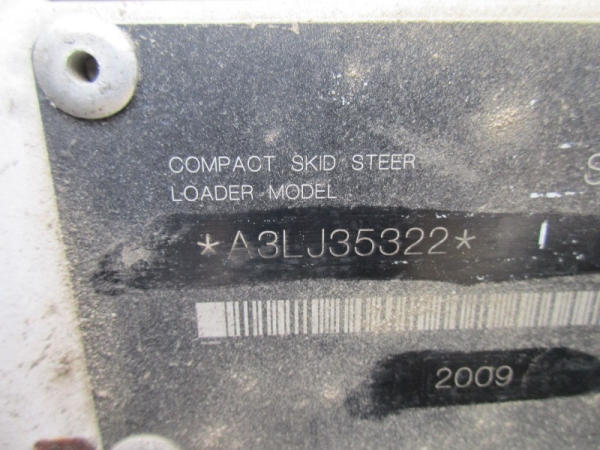 COMPACT SKID STEER
LOADER MODEL
*A3LJ35322*
2009